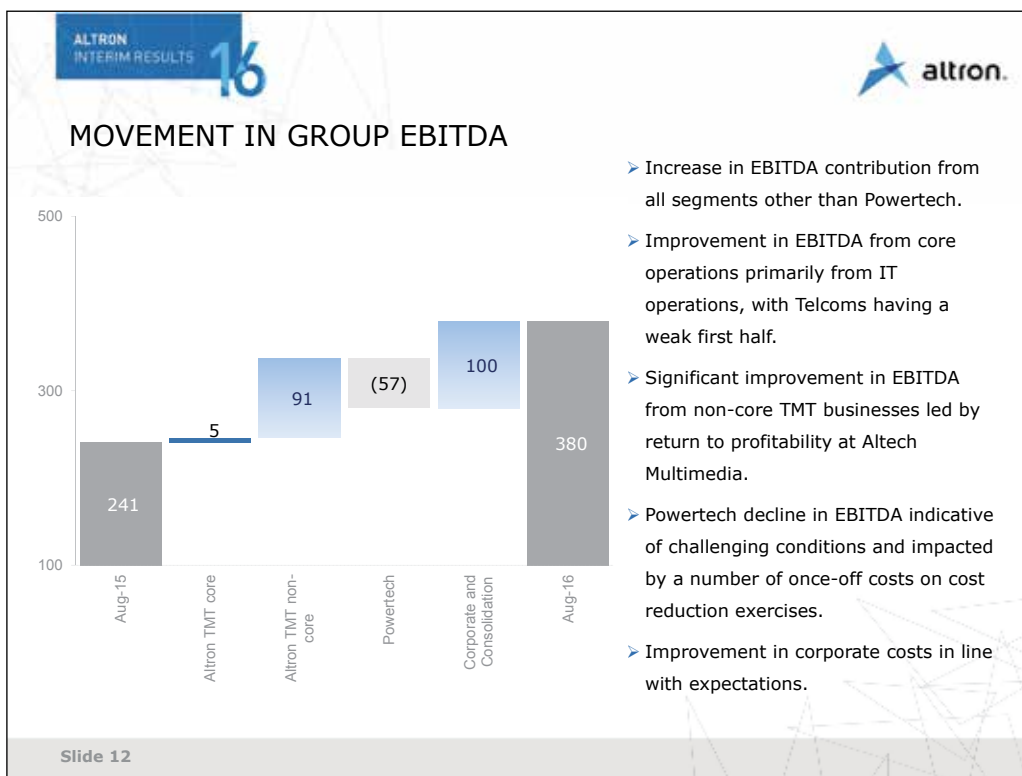 ALTRON
INTERIM RESULTS
16
altron.
MOVEMENT IN GROUP EBITDA
500
300
100
241
5
91
(57)
100
380
Aug-15
Altron TMT core
Altron TMT non-
core
Powertech
Corporate and
Consolidation
Aug-16
➢ Increase in EBITDA contribution from
all segments other than Powertech.
➢ Improvement in EBITDA from core
operations primarily from IT
operations, with Telcoms having a
weak first half.
➢ Significant improvement in EBITDA
from non-core TMT businesses led by
return to profitability at Altech
Multimedia.
➢ Powertech decline in EBITDA indicative
of challenging conditions and impacted
by a number of once-off costs on cost
reduction exercises.
➢ Improvement in corporate costs in line
with expectations.
Slide 12